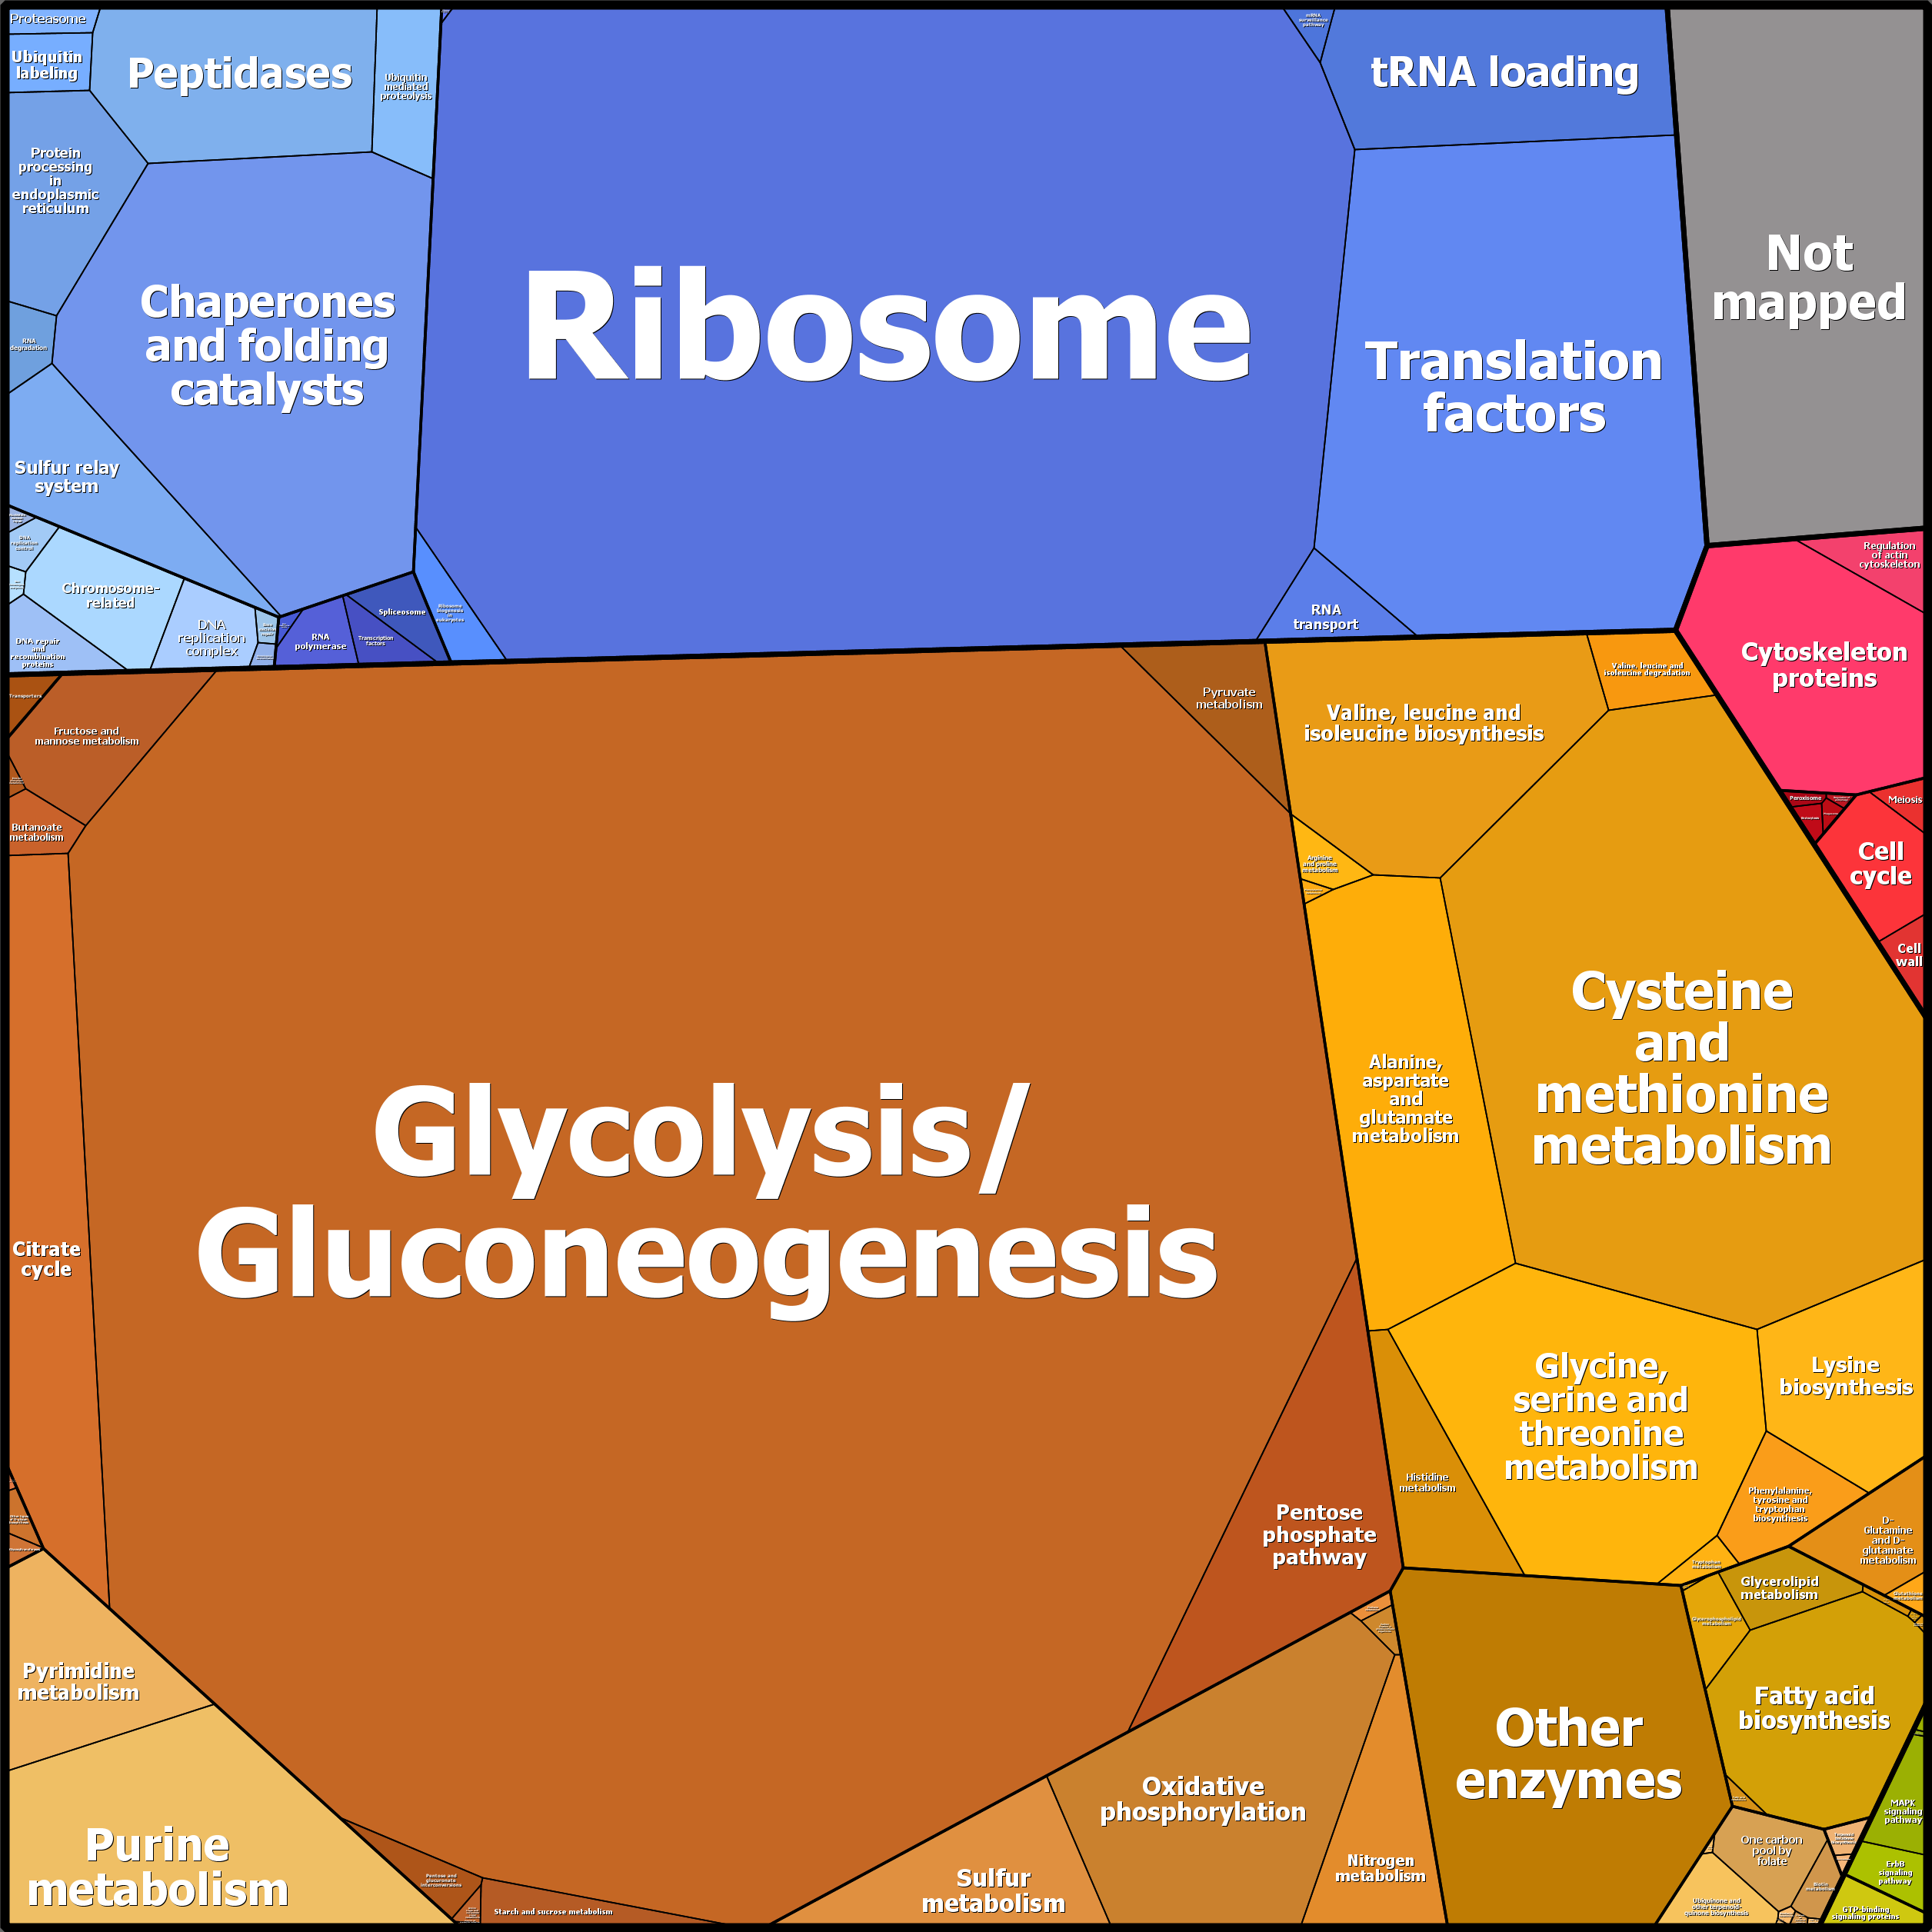 Proteasome
Ubiquitin
labeling
Peptidases
Ubiquitin
mediated
proteolysis
Protein
processing
in
endoplasmic
reticulum
Chaperones
and folding
catalysts
RNA
degradation
Sulfur relay
system
DNA
replication
control
Chromosome-
related
DNA
replication
complex
DNA repair
and
recombination
proteins
RNA
polymerase
Spliceosome
Transcription
factors
Ribosome
biogenesis
in
eukaryotes
Ribosome
mRNA
surveillance
pathway
tRNA loading
Translation
factors
RNA
transport
Not
mapped
Regulation
of actin
cytoskeleton
Cytoskeleton
proteins
Peroxisome
Meiosis
Cell
cycle
Cell
wall
Transporters
Fructose and
mannose metabolism
Butanoate
metabolism
Citrate
cycle
Glycolysis/
Gluconeogenesis
Pyruvate
metabolism
Pentose
phosphate
pathway
Valine, leucine and
isoleucine biosynthesis
Valine, leucine and
isoleucine degradation
Arginine
and proline
metabolism
Alanine,
aspartate
and
glutamate
metabolism
Cysteine
and
methionine
metabolism
Glycine,
serine and
threonine
metabolism
Lysine
biosynthesis
Histidine
metabolism
Phenylalanine,
tyrosine and
tryptophan
biosynthesis
Tryptophan
metabolism
D-
Glutamine
and D-
glutamate
metabolism
Glutathione
metabolism
Pyrimidine
metabolism
Purine
metabolism
Pentose and
glucuronate
interconversions
Starch and sucrose metabolism
Sulfur
metabolism
Oxidative
phosphorylation
Nitrogen
metabolism
Other
enzymes
Glycerolipid
metabolism
Glycerophospholipid
metabolism
Fatty acid
biosynthesis
One carbon
pool by
folate
Biotin
metabolism
Ubiquinone and
other terpenoid-
quinone biosynthesis
MAPK
signaling
pathway
ErbB
signaling
pathway
GTP-binding
signaling proteins